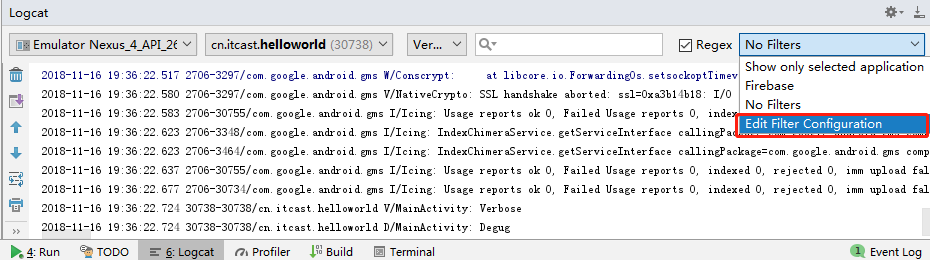 Logcat
Emulator Nexus_4_API_26 cn.itcast.helloworld (30738) Ver... Regex No Filters
2018-11-16 19:36:22.517 2706-3297/com.google.android.gms W/Conscrypt: at libcore.io.ForwardingOs.setsockoptTimev
Show only selected application
2018-11-16 19:36:22.580 2706-3297/com.google.android.gms V/NativeCrypto: SSL handshake aborted: ssl=0xa3b14b18: I/O
Firebase
2018-11-16 19:36:22.583 2706-30755/com.google.android.gms I/Icing: Usage reports ok 0, Failed Usage reports 0, index
No Filters
2018-11-16 19:36:22.623 2706-3348/com.google.android.gms I/Icing: IndexChimeraService.getServiceInterface callingPack
Edit Filter Configuration
2018-11-16 19:36:22.623 2706-3464/com.google.android.gms I/Icing: IndexChimeraService.getServiceInterface callingPackage=com.google.android.gms comp
2018-11-16 19:36:22.637 2706-30755/com.google.android.gms I/Icing: Usage reports ok 0, Failed Usage reports 0, indexed 0, rejected 0, imm upload fal
2018-11-16 19:36:22.677 2706-30734/com.google.android.gms I/Icing: Usage reports ok 0, Failed Usage reports 0, indexed 0, rejected 0, imm upload fal
2018-11-16 19:36:22.724 30738-30738/cn.itcast.helloworld V/MainActivity: Verbose
2018-11-16 19:36:22.724 30738-30738/cn.itcast.helloworld D/MainActivity: Degug
4: Run TODO 6: Logcat Profiler Build Terminal 1 Event Log